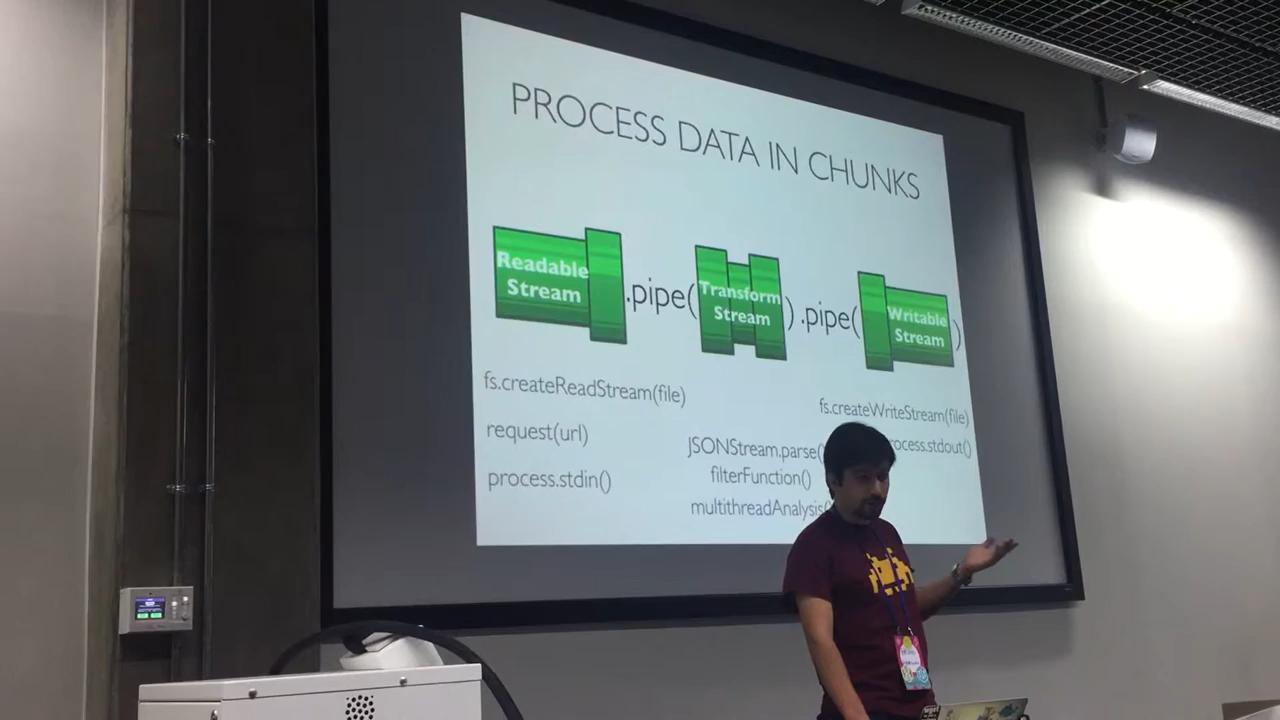 PROCESS DATA IN CHUNKS
Readable
Stream
.pipe(
Transform
Stream
)
.pipe(
Writable
Stream
)
fs.createReadStream(file)
request(url)
process.stdin()
JSONStream.parse(
filterFunction()
multithreadAnalysis(
fs.createWriteStream(file)
ocess.stdout()